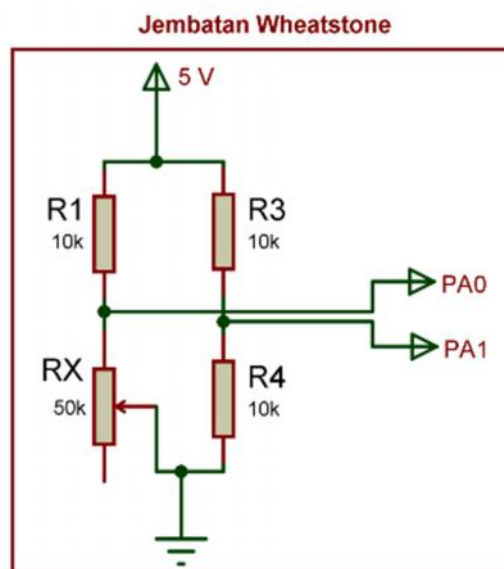 Jembatan Wheatstone
5 V
R1
10k
R3
10k
PA0
PA1
RX
50k
R4
10k